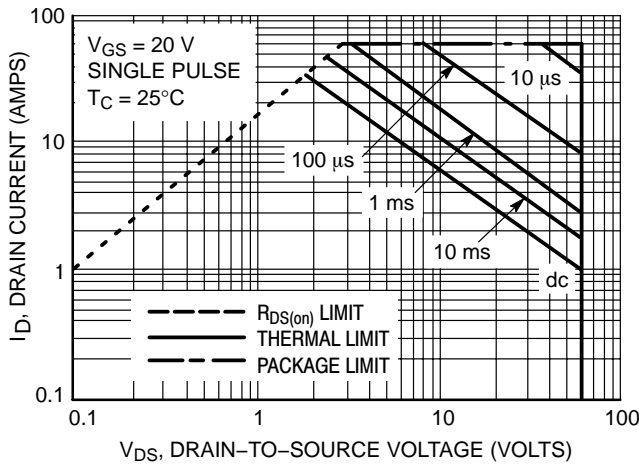 100
10
1
0.1
I_D, DRAIN CURRENT (AMPS)
V_GS = 20 V
SINGLE PULSE
T_C = 25°C
10 µs
100 µs
1 ms
10 ms
dc
R_DS(on) LIMIT
THERMAL LIMIT
PACKAGE LIMIT
0.1
1
10
100
V_DS, DRAIN−TO−SOURCE VOLTAGE (VOLTS)